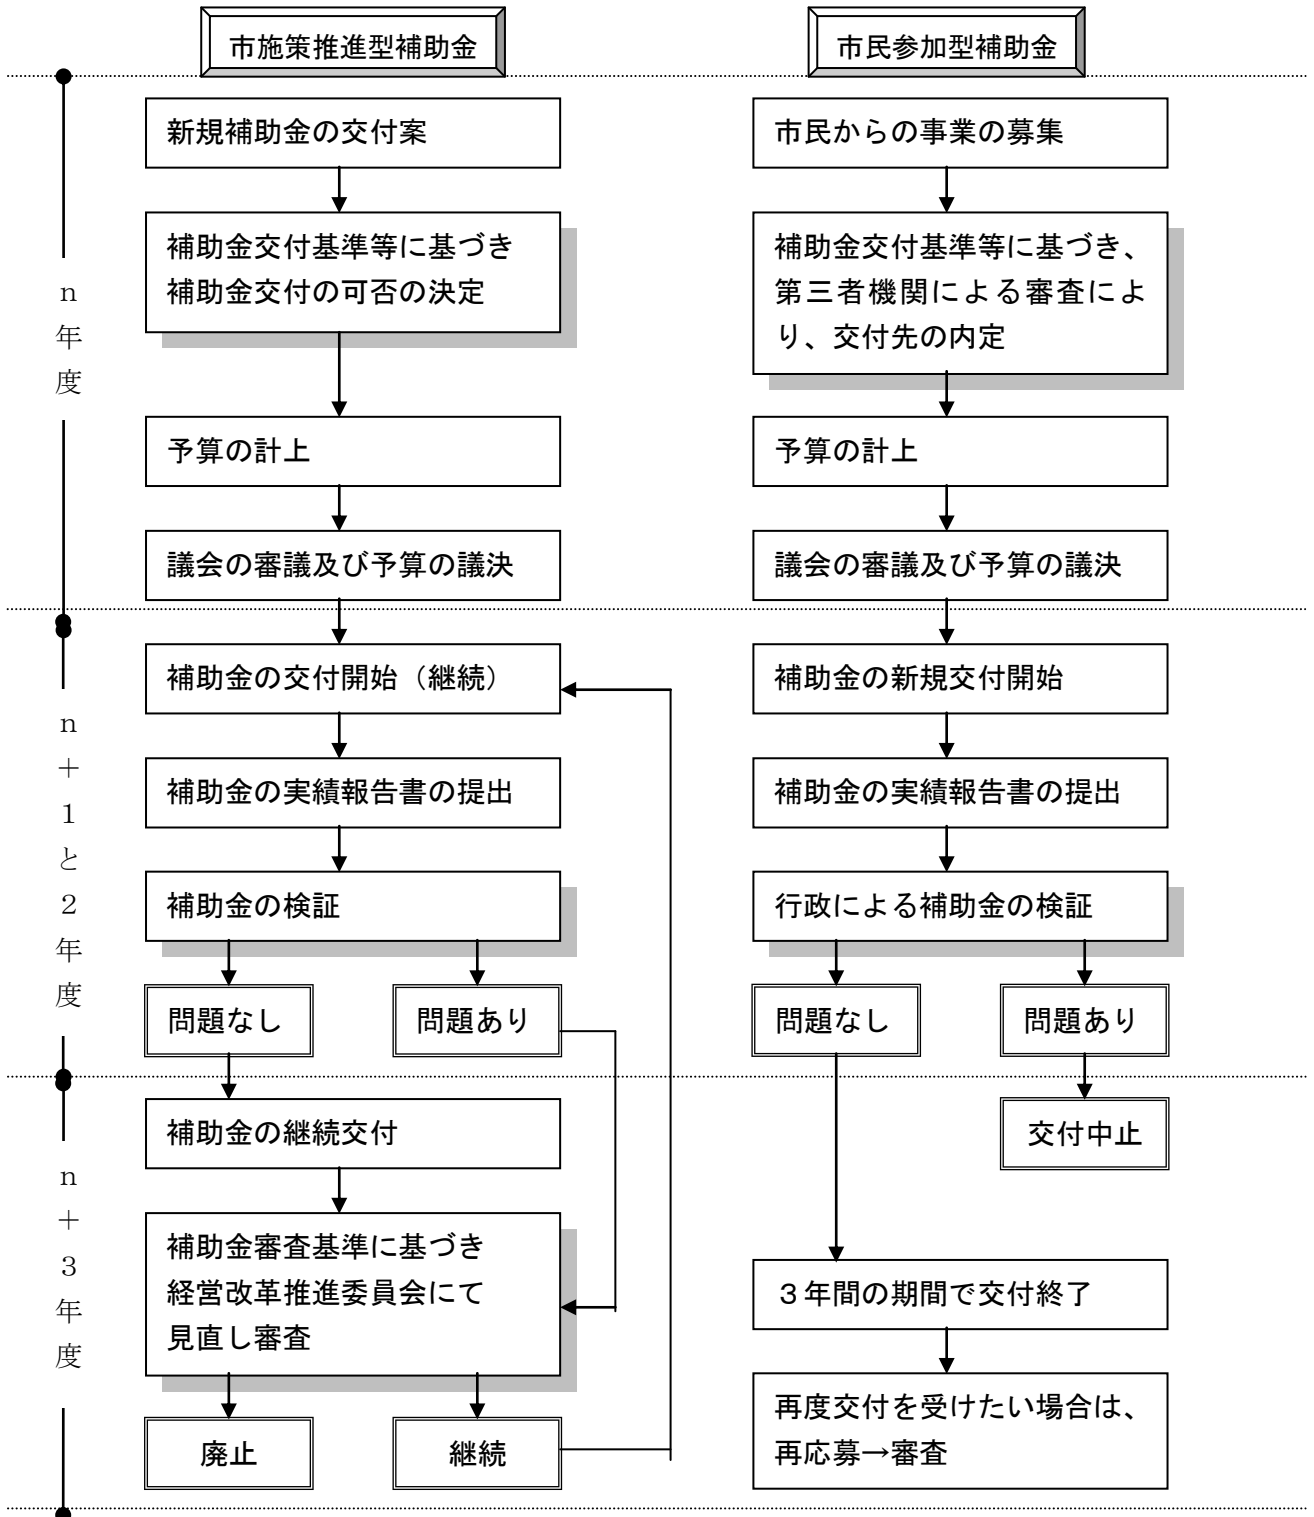 市施策推進型補助金
市民参加型補助金
n年度
新規補助金の交付案
補助金交付基準等に基づき
補助金交付の可否の決定
予算の計上
議会の審議及び予算の議決
市民からの事業の募集
補助金交付基準等に基づき、
第三者機関による審査によ
り、交付先の内定
予算の計上
議会の審議及び予算の議決
n＋1と2年度
補助金の交付開始（継続）
補助金の実績報告書の提出
補助金の検証
問題なし
問題あり
補助金の新規交付開始
補助金の実績報告書の提出
行政による補助金の検証
問題なし
問題あり
n＋3年度
補助金の継続交付
補助金審査基準に基づき
経営改革推進委員会にて
見直し審査
廃止
継続
交付中止
３年間の期間で交付終了
再度交付を受けたい場合は、
再応募→審査